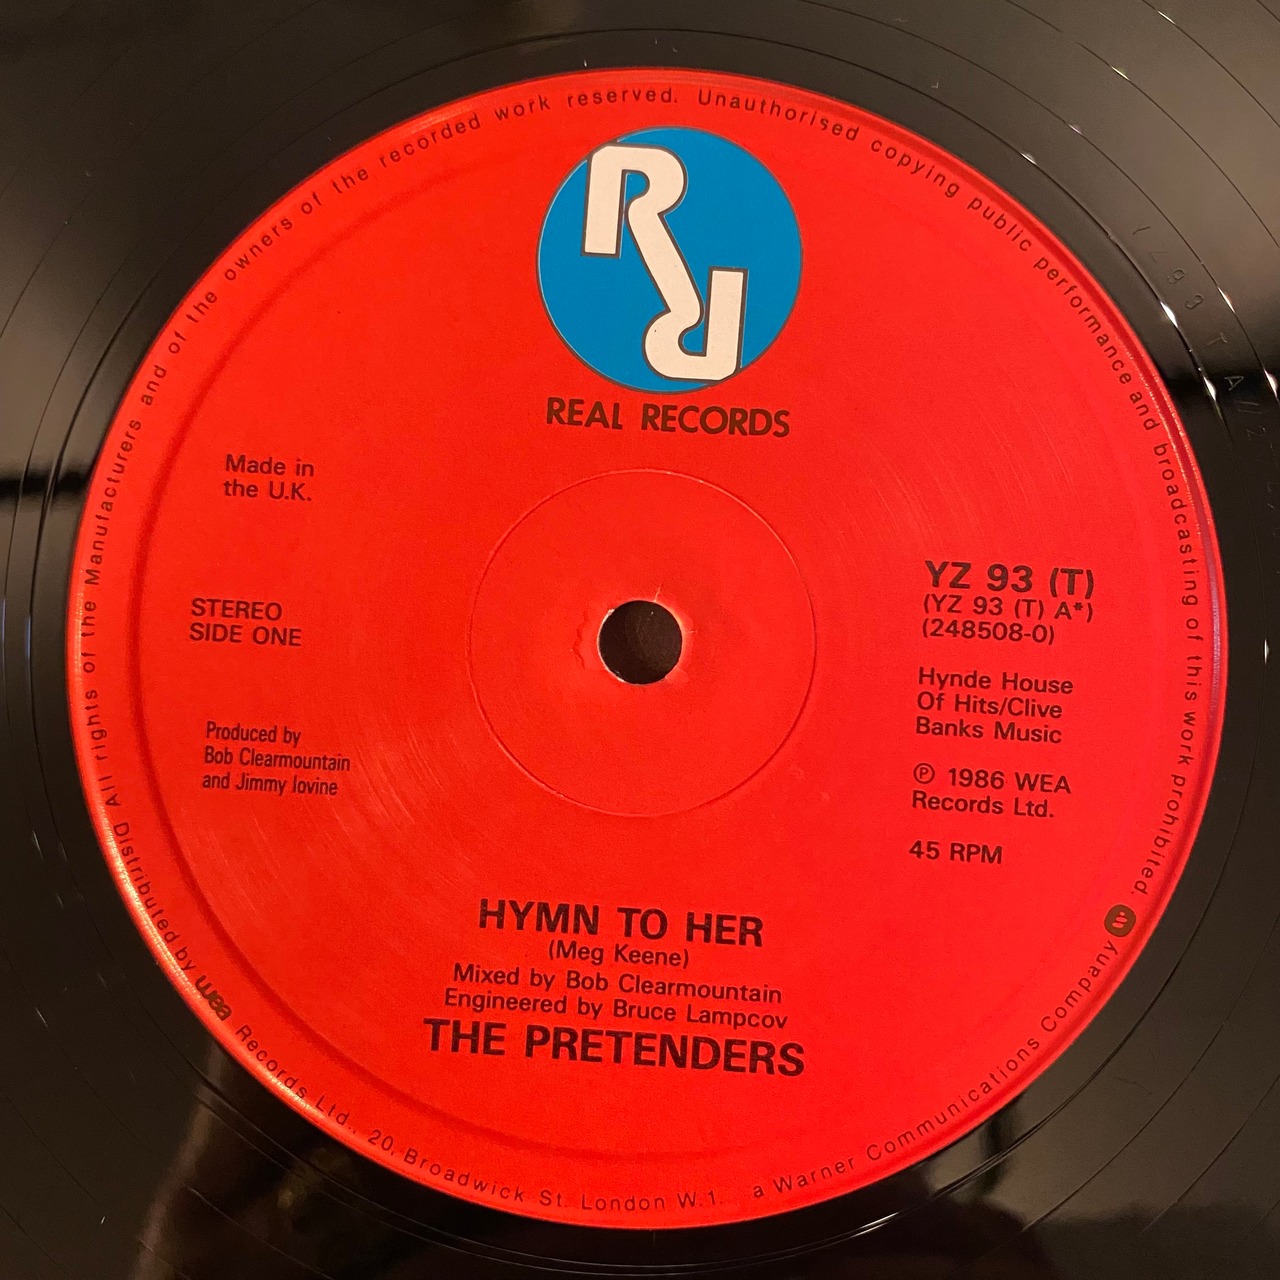 RR
REAL RECORDS
Made in
the U.K.
STEREO
SIDE ONE
Produced by
Bob Clearmountain
and Jimmy Iovine
YZ 93 (T)
(YZ 93 (T) A*)
(248508-0)
Hynde House
Of Hits/Clive
Banks Music
℗ 1986 WEA
Records Ltd.
45 RPM
HYMN TO HER
(Meg Keene)
Mixed by Bob Clearmountain
Engineered by Bruce Lampcov
THE PRETENDERS
All rights of the Manufacturers and of the owners of the recorded work reserved. Unauthorised copying public performance and broadcasting of this work prohibited.
Distributed by wea Records Ltd., 20, Broadwick St. London W.1. a Warner Communications Company